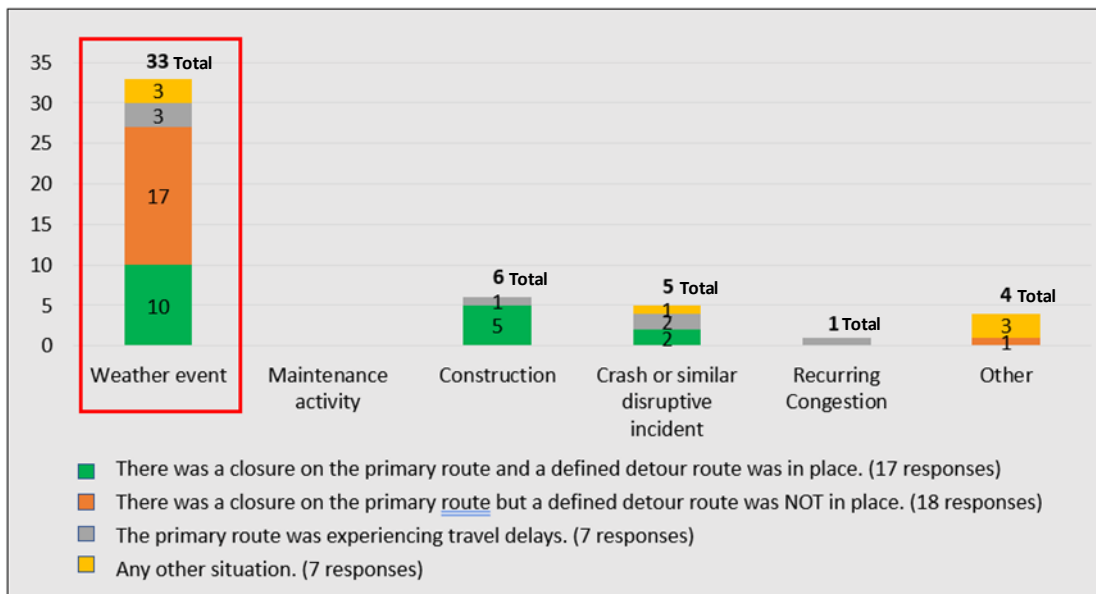 33 Total
35
30
25
20
15
10
5
0
3
3
17
10
6 Total
1
5
5 Total
1
2
2
1 Total
4 Total
3
1
Weather event
Maintenance
activity
Construction
Crash or similar
disruptive
incident
Recurring
Congestion
Other
There was a closure on the primary route and a defined detour route was in place. (17 responses)
There was a closure on the primary route but a defined detour route was NOT in place. (18 responses)
The primary route was experiencing travel delays. (7 responses)
Any other situation. (7 responses)